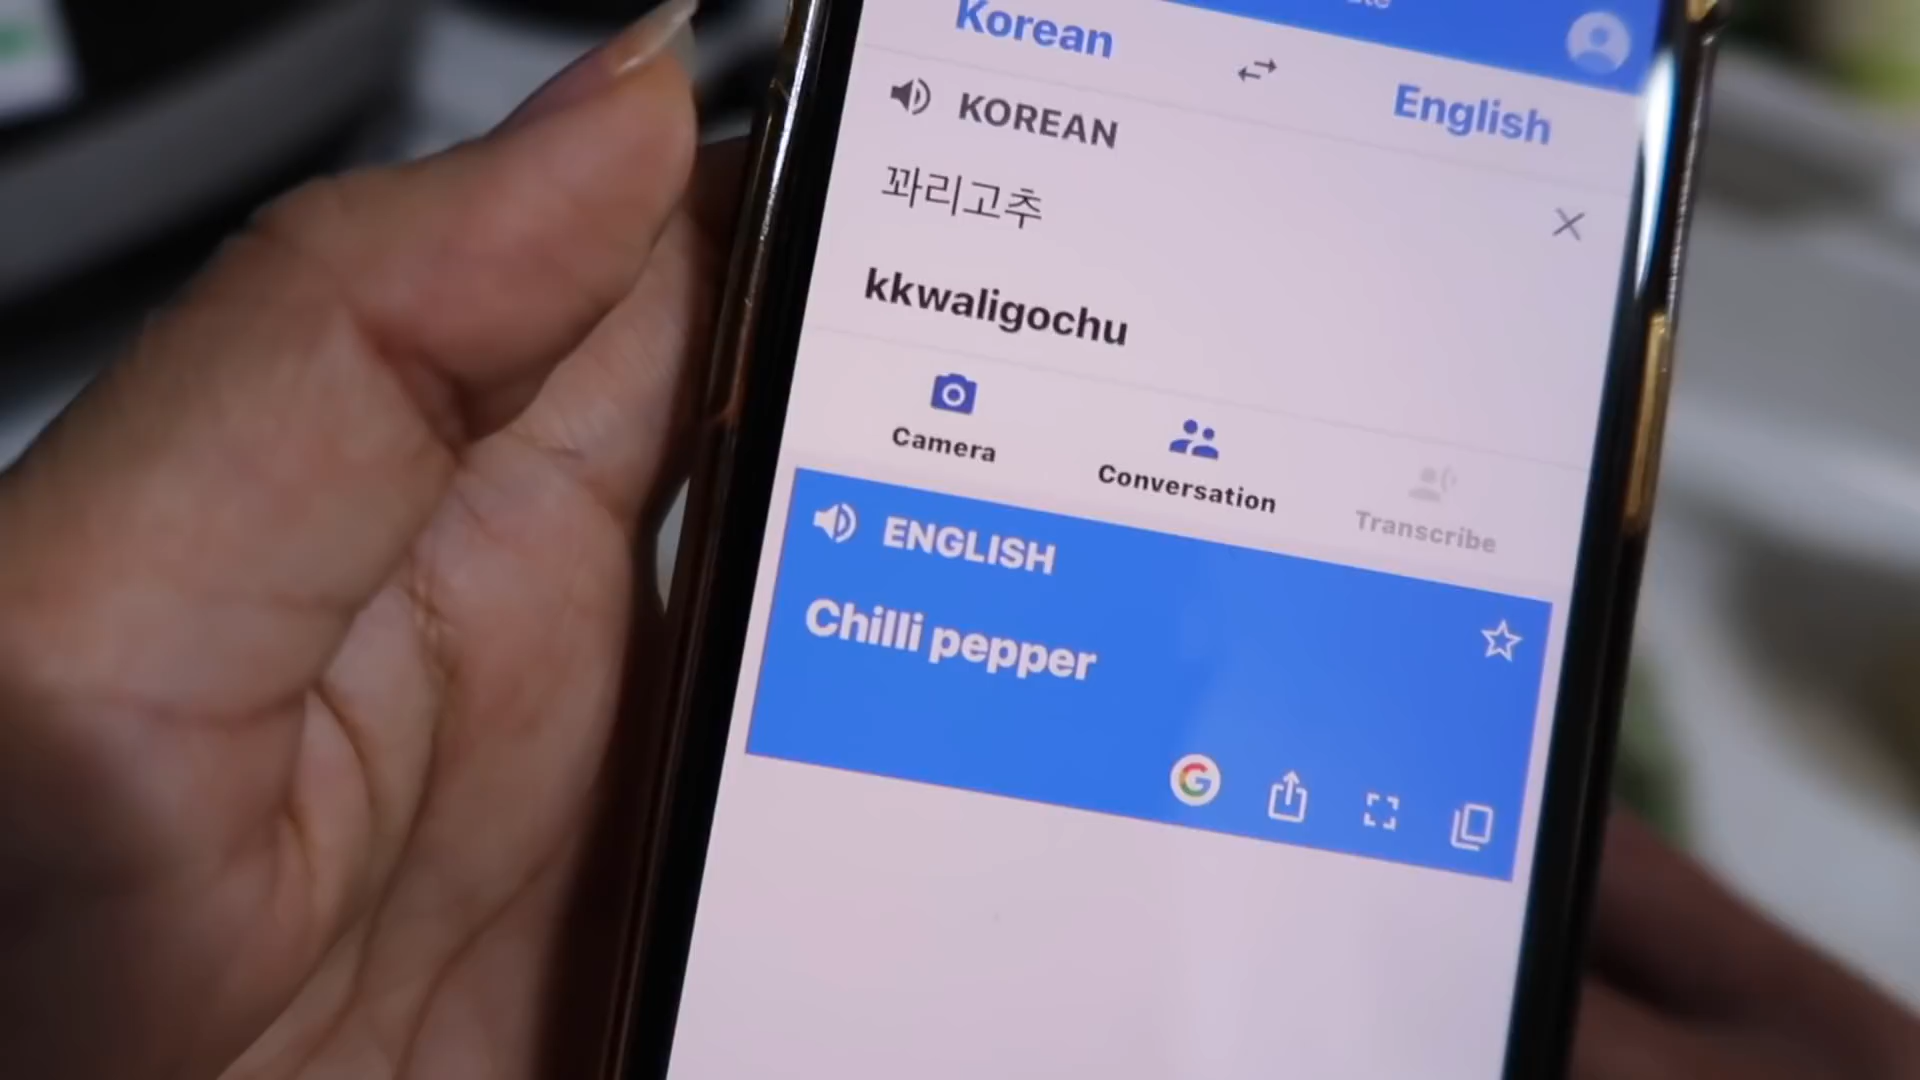 Korean
English
KOREAN
꽈리고추
kkwaligochu
Camera
Conversation
Transcribe
ENGLISH
Chilli pepper